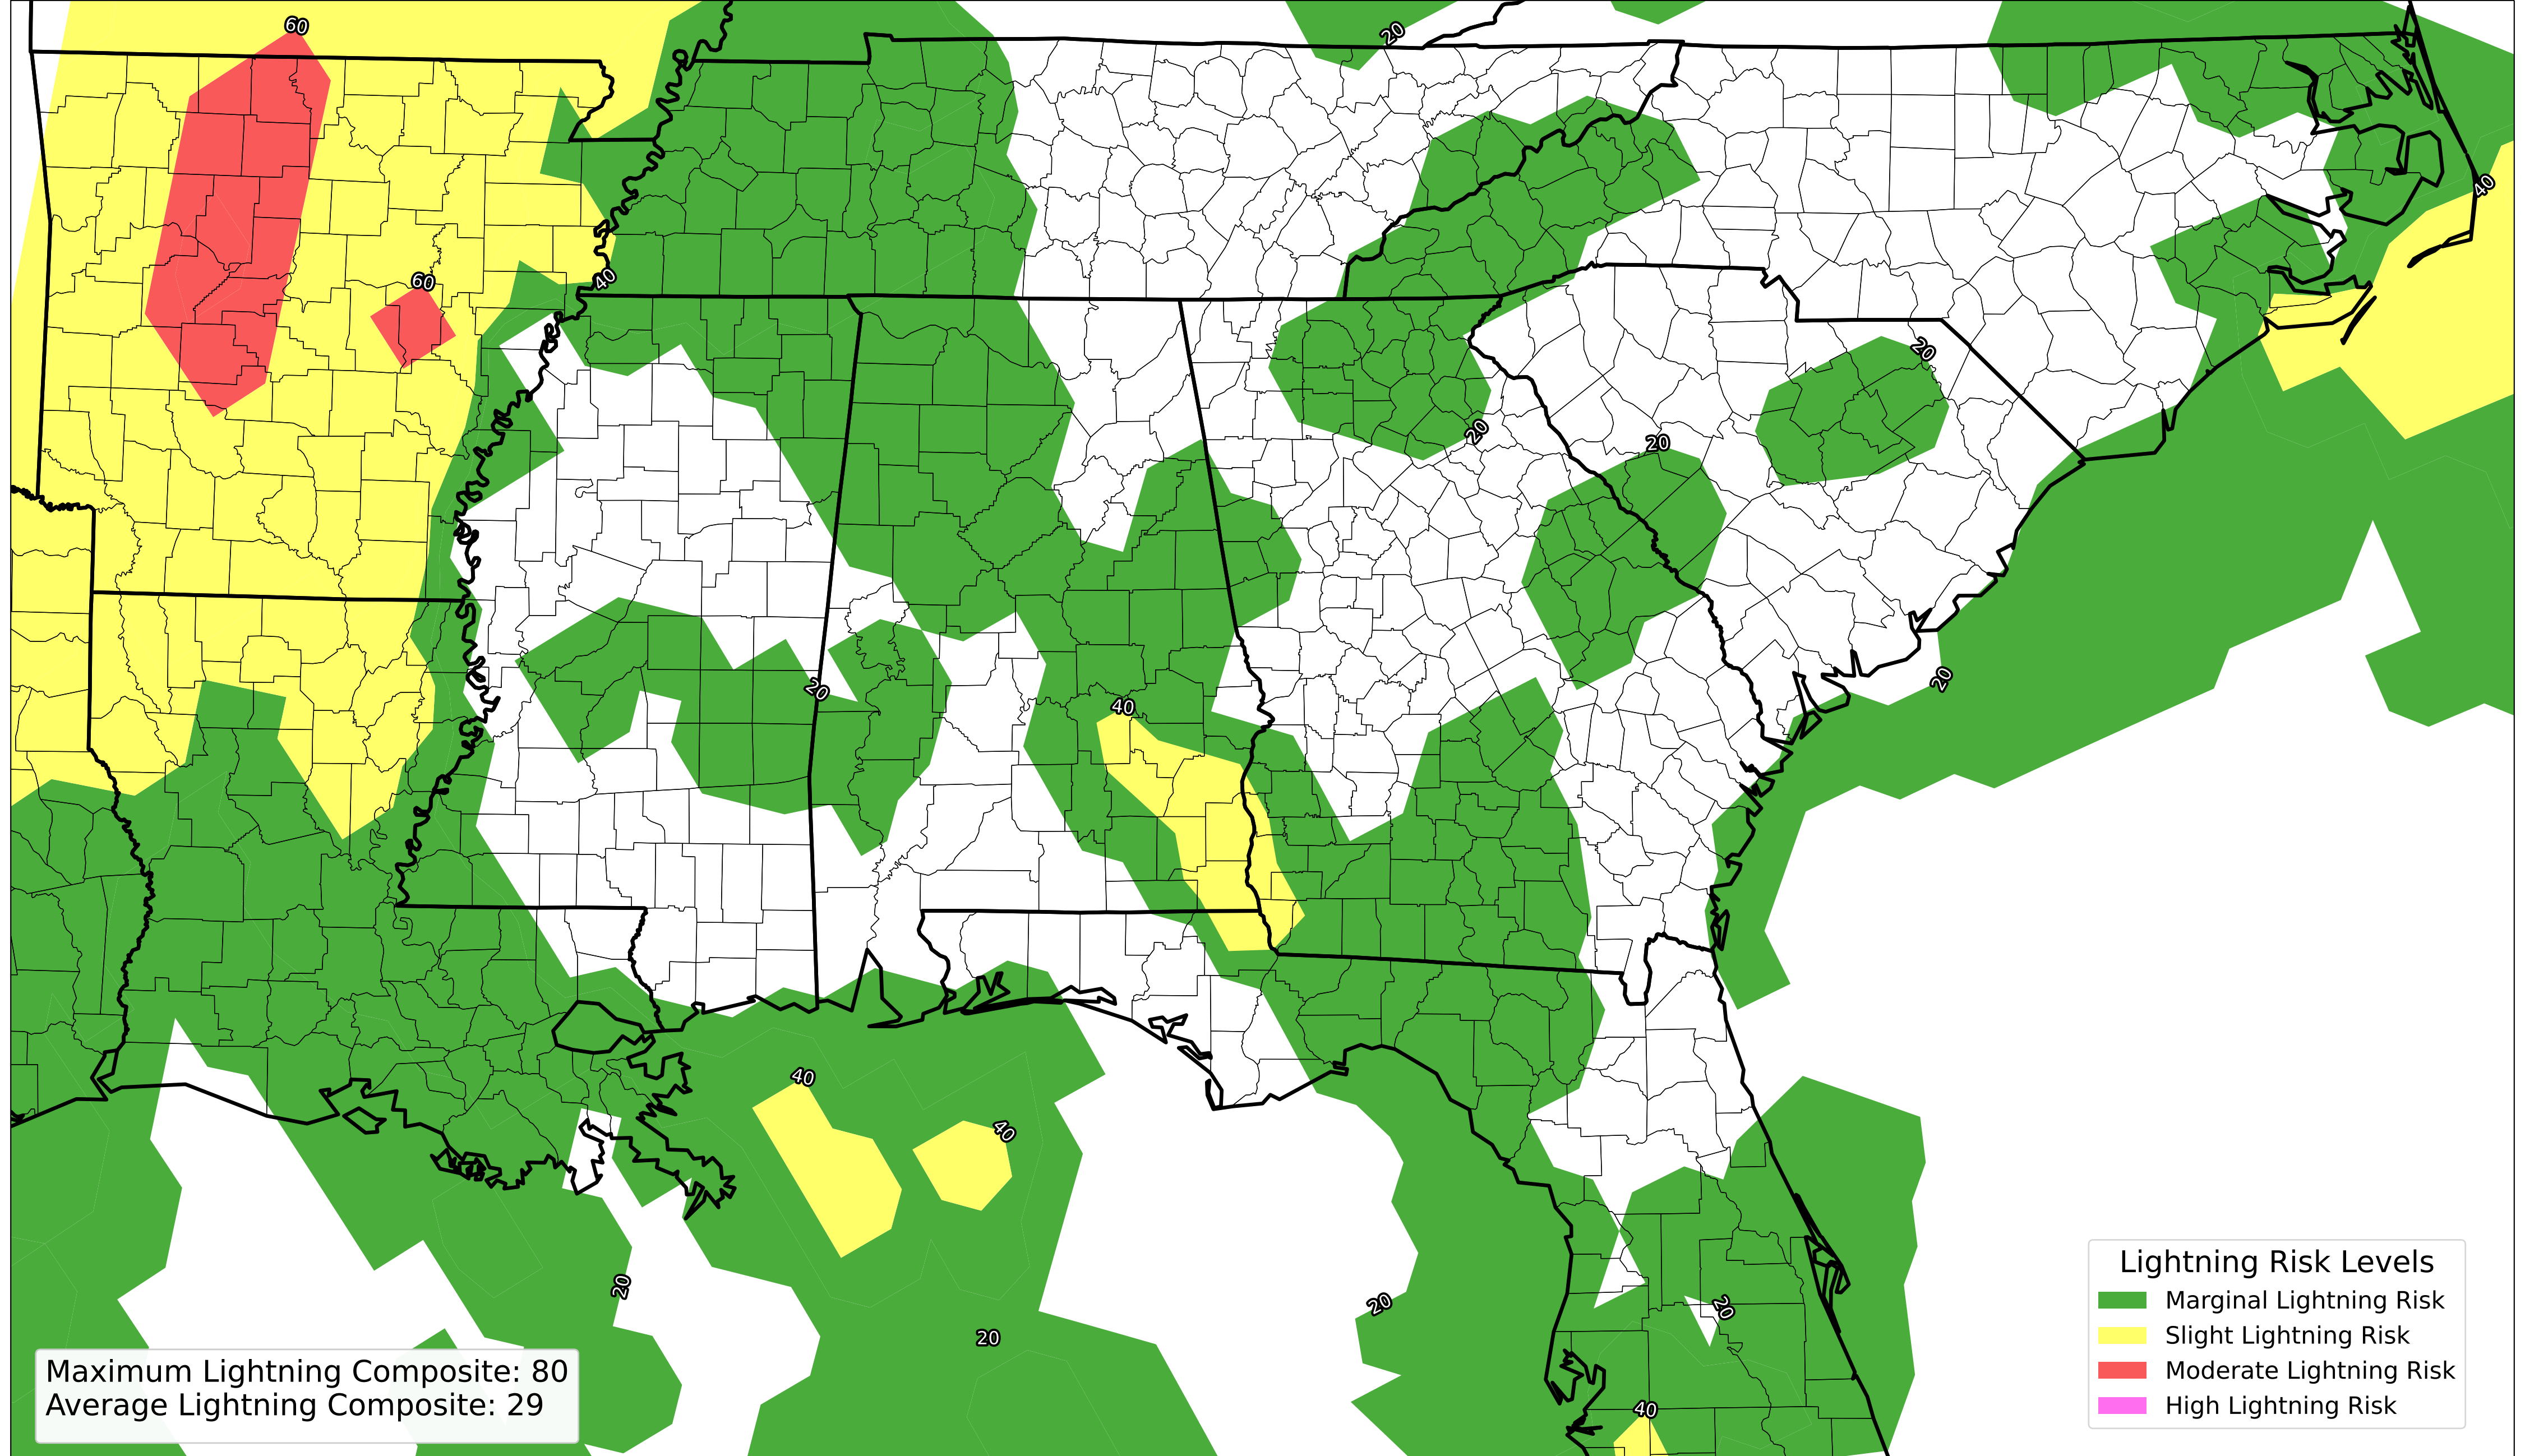 60
20
40
60
40
20
20
20
20
20
40
40
40
20
20
20
20
40
Lightning Risk Levels
Marginal Lightning Risk
Slight Lightning Risk
Moderate Lightning Risk
High Lightning Risk
Maximum Lightning Composite: 80
Average Lightning Composite: 29